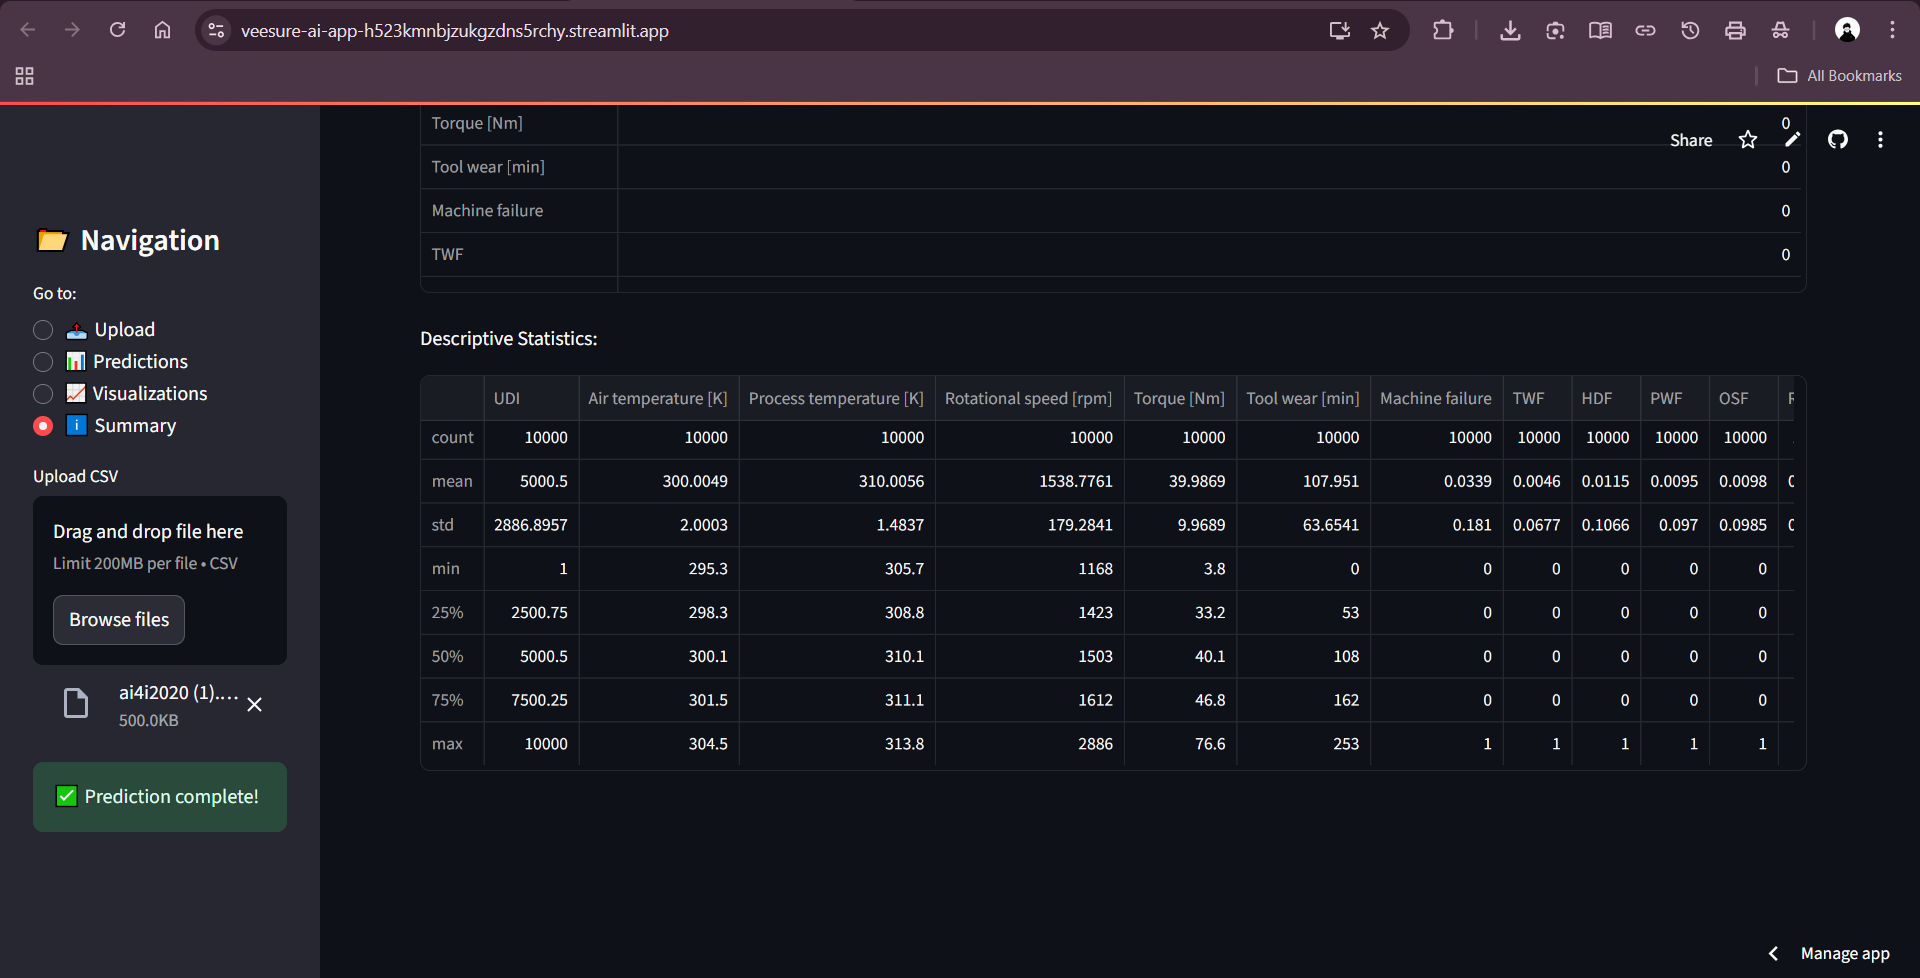 veesure-ai-app-h523kmnbjzukgzdns5rchy.streamlit.app
All Bookmarks
Share
Navigation
Go to:
Upload
Predictions
Visualizations
Summary
Upload CSV
Drag and drop file here
Limit 200MB per file • CSV
Browse files
ai4i2020 (1)....
500.0KB
Prediction complete!
Torque [Nm] 0
Tool wear [min] 0
Machine failure 0
TWF 0
Descriptive Statistics:
UDI Air temperature [K] Process temperature [K] Rotational speed [rpm] Torque [Nm] Tool wear [min] Machine failure TWF HDF PWF OSF
count 10000 10000 10000 10000 10000 10000 10000 10000 10000 10000 10000
mean 5000.5 300.0049 310.0056 1538.7761 39.9869 107.951 0.0339 0.0046 0.0115 0.0095 0.0098
std 2886.8957 2.0003 1.4837 179.2841 9.9689 63.6541 0.181 0.0677 0.1066 0.097 0.0985
min 1 295.3 305.7 1168 3.8 0 0 0 0 0 0
25% 2500.75 298.3 308.8 1423 33.2 53 0 0 0 0 0
50% 5000.5 300.1 310.1 1503 40.1 108 0 0 0 0 0
75% 7500.25 301.5 311.1 1612 46.8 162 0 0 0 0 0
max 10000 304.5 313.8 2886 76.6 253 1 1 1 1 1
Manage app